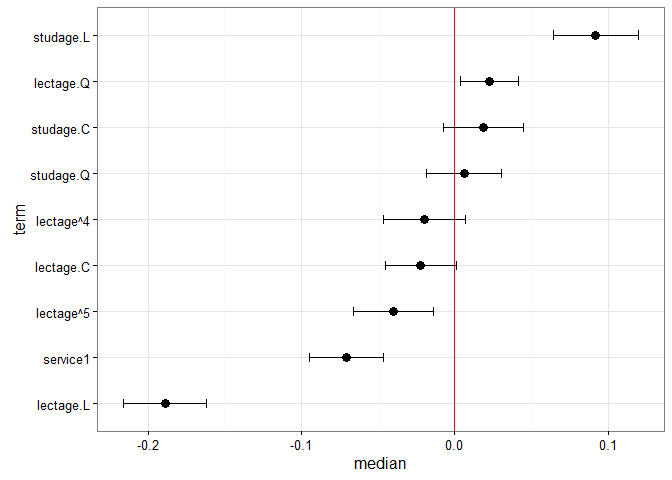 studage.L
lectage.Q
studage.C
studage.Q
lectage^4
lectage.C
lectage^5
service1
lectage.L
term
-0.2 -0.1 0.0 0.1
median